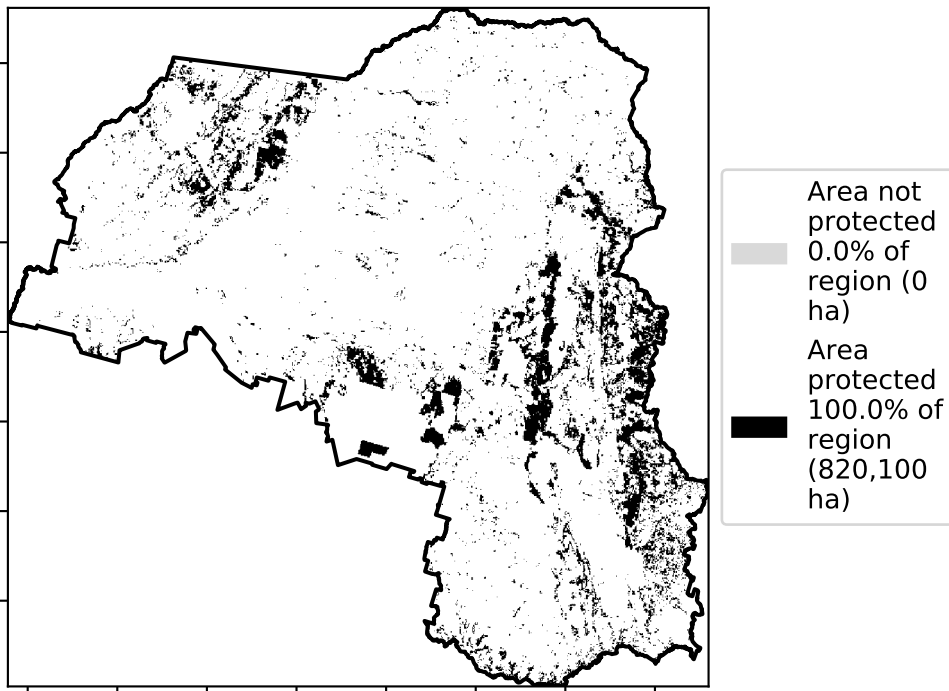 Area not
protected
0.0% of
region (0
ha)
Area
protected
100.0% of
region
(820,100
ha)